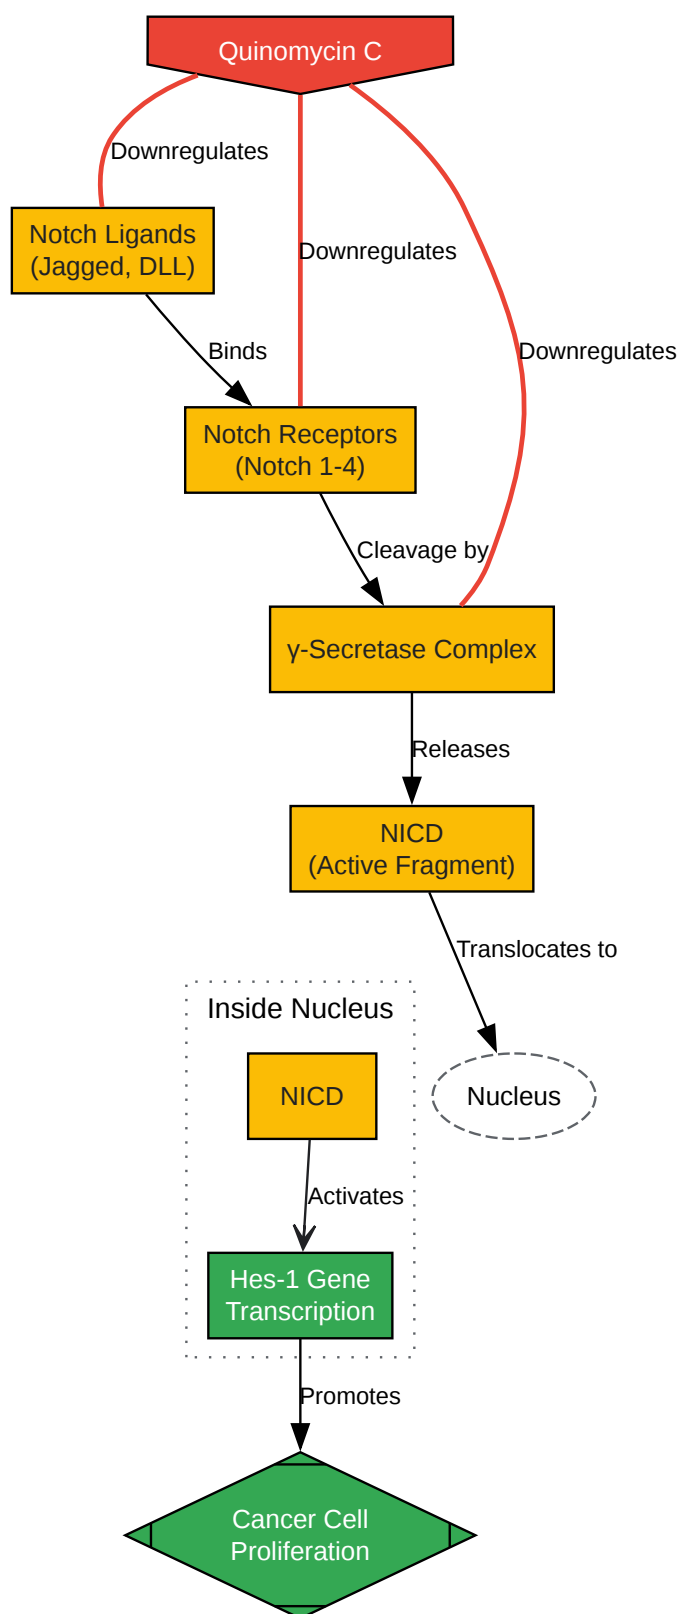 Quinomycin C
Downregulates
Notch Ligands
(Jagged, DLL)
Downregulates
Binds
Downregulates
Notch Receptors
(Notch 1-4)
Cleavage by
γ-Secretase Complex
Releases
NICD
(Active Fragment)
Translocates to
Inside Nucleus
NICD
Nucleus
Activates
Hes-1 Gene
Transcription
Promotes
Cancer Cell
Proliferation